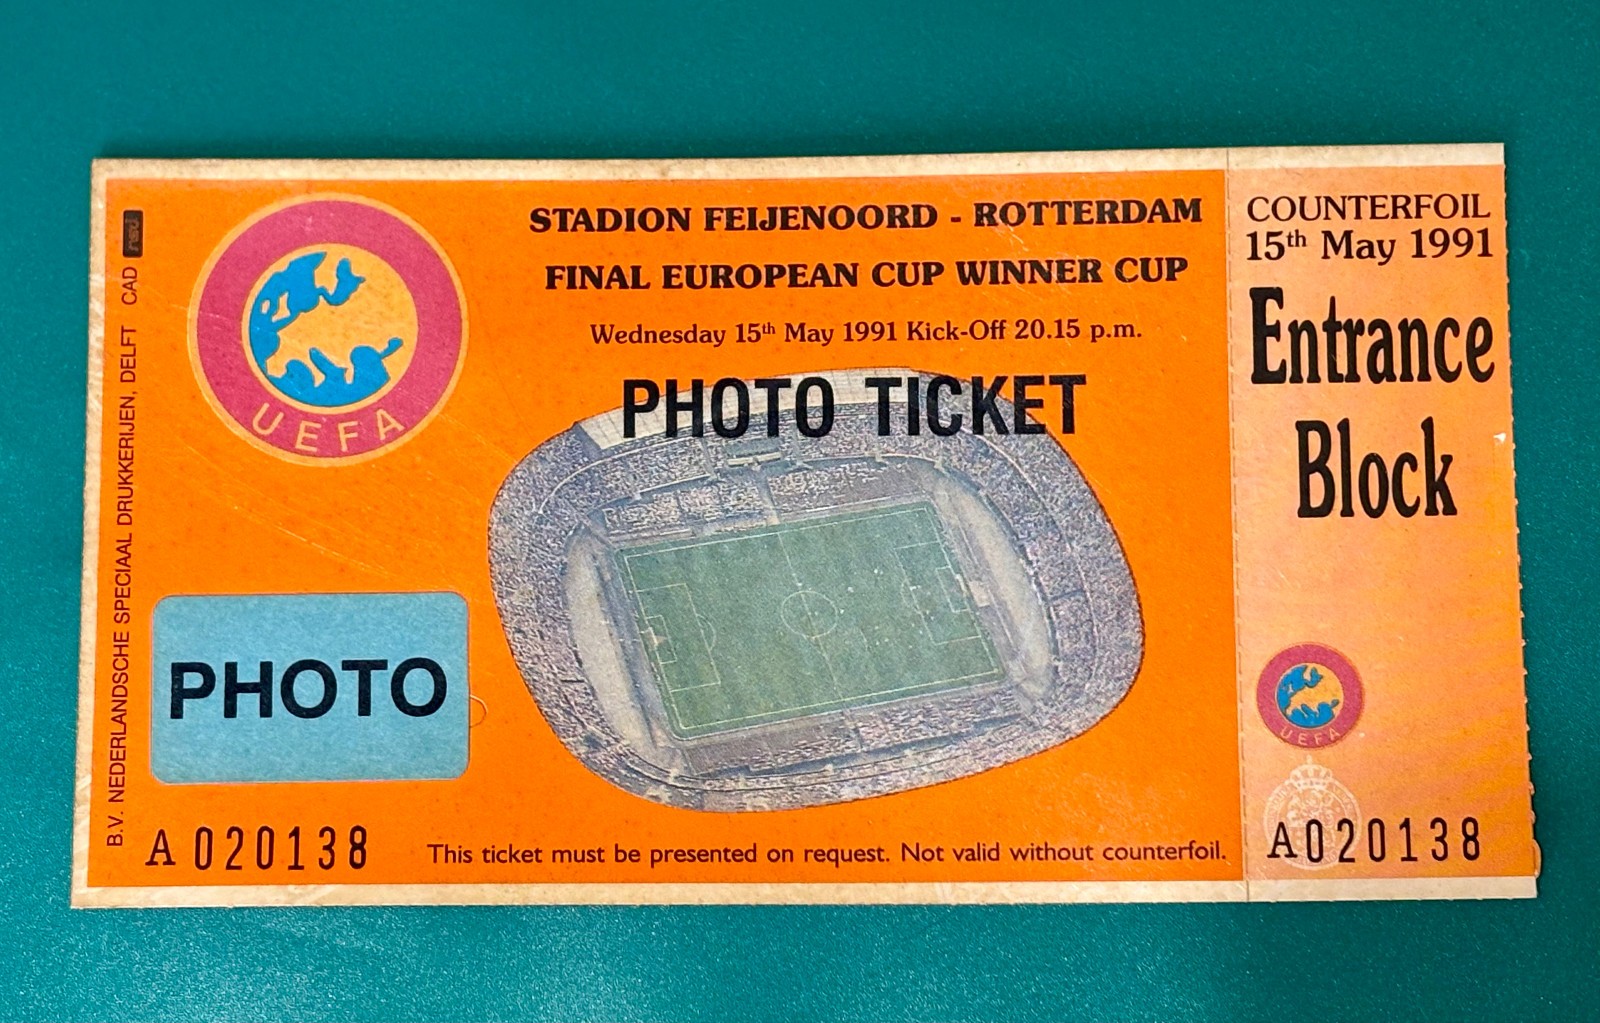 STADION FEIJENOORD - ROTTERDAM
FINAL EUROPEAN CUP WINNER CUP
Wednesday 15th May 1991 Kick-Off 20.15 p.m.
PHOTO TICKET
UEFA
PHOTO
A 020138
This ticket must be presented on request. Not valid without counterfoil.
B.V. NEDERLANDSCHE SPECIAAL DRUKKERIJEN, DELFT CAD
COUNTERFOIL
15th May 1991
Entrance
Block
UEFA
A020138